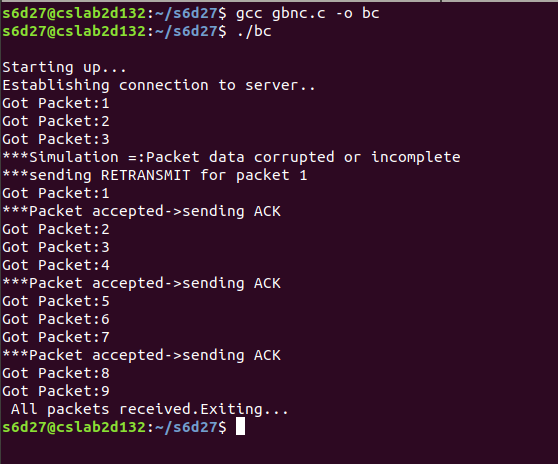 s6d27@cslab2d132:~/s6d27$ gcc gbnc.c -o bc
s6d27@cslab2d132:~/s6d27$ ./bc
Starting up...
Establishing connection to server..
Got Packet:1
Got Packet:2
Got Packet:3
***Simulation =:Packet data corrupted or incomplete
***sending RETRANSMIT for packet 1
Got Packet:1
***Packet accepted->sending ACK
Got Packet:2
Got Packet:3
Got Packet:4
***Packet accepted->sending ACK
Got Packet:5
Got Packet:6
Got Packet:7
***Packet accepted->sending ACK
Got Packet:8
Got Packet:9
 All packets received.Exiting...
s6d27@cslab2d132:~/s6d27$